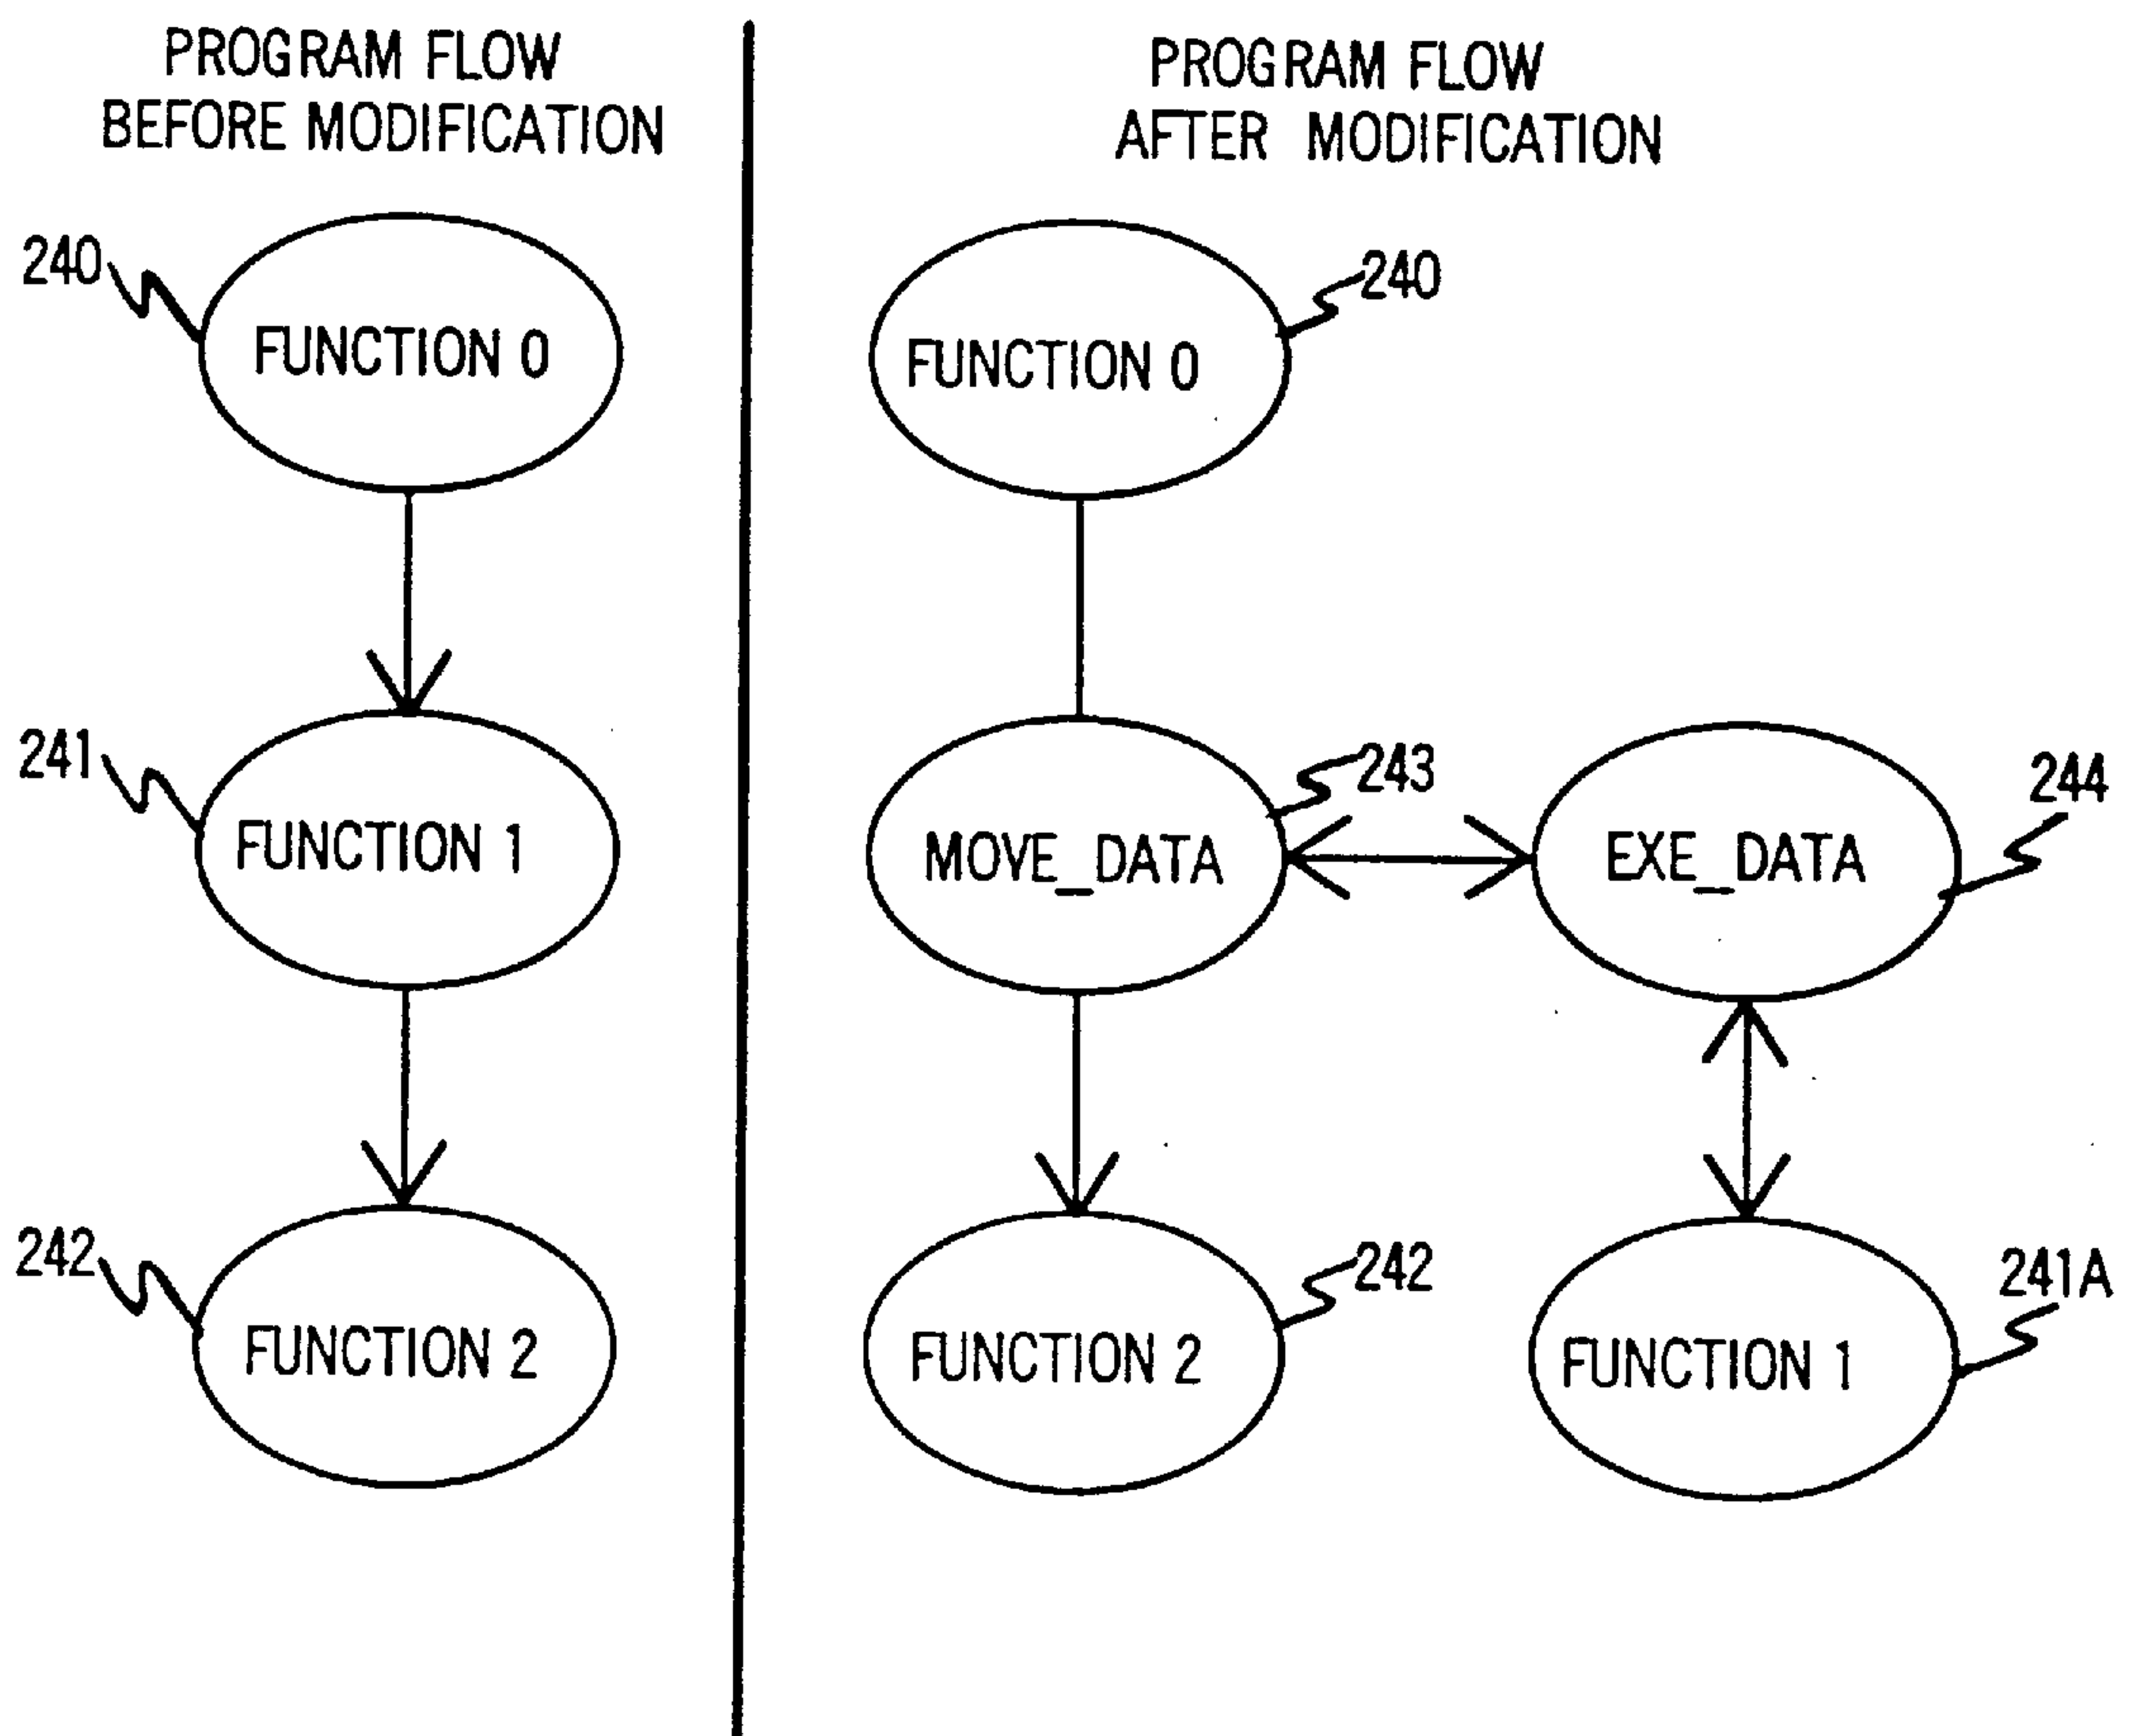 PROGRAM FLOW
BEFORE MODIFICATION
240
FUNCTION 0
241
FUNCTION 1
242
FUNCTION 2
PROGRAM FLOW
AFTER MODIFICATION
240
FUNCTION 0
243
MOVE_DATA
244
EXE_DATA
242
FUNCTION 2
241A
FUNCTION 1